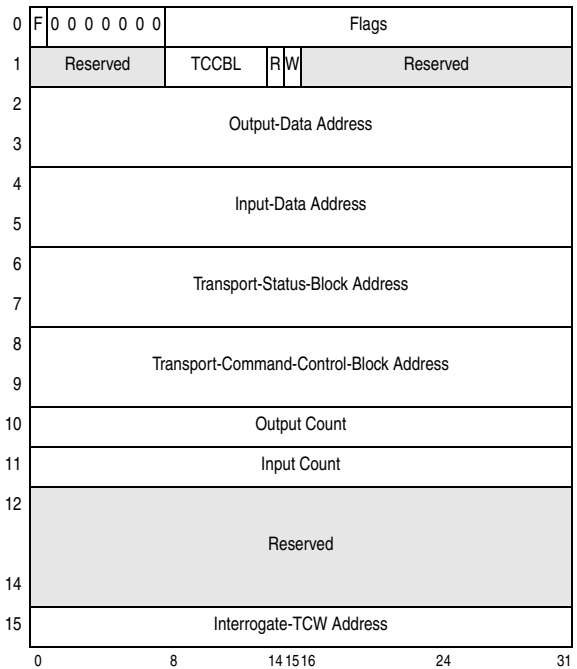 0 F 0 0 0 0 0 0 0 Flags
1 Reserved TCCBL R W Reserved
2
Output-Data Address
3
4
Input-Data Address
5
6
Transport-Status-Block Address
7
8
Transport-Command-Control-Block Address
9
10 Output Count
11 Input Count
12
Reserved
14
15 Interrogate-TCW Address
0 8 14 15 16 24 31